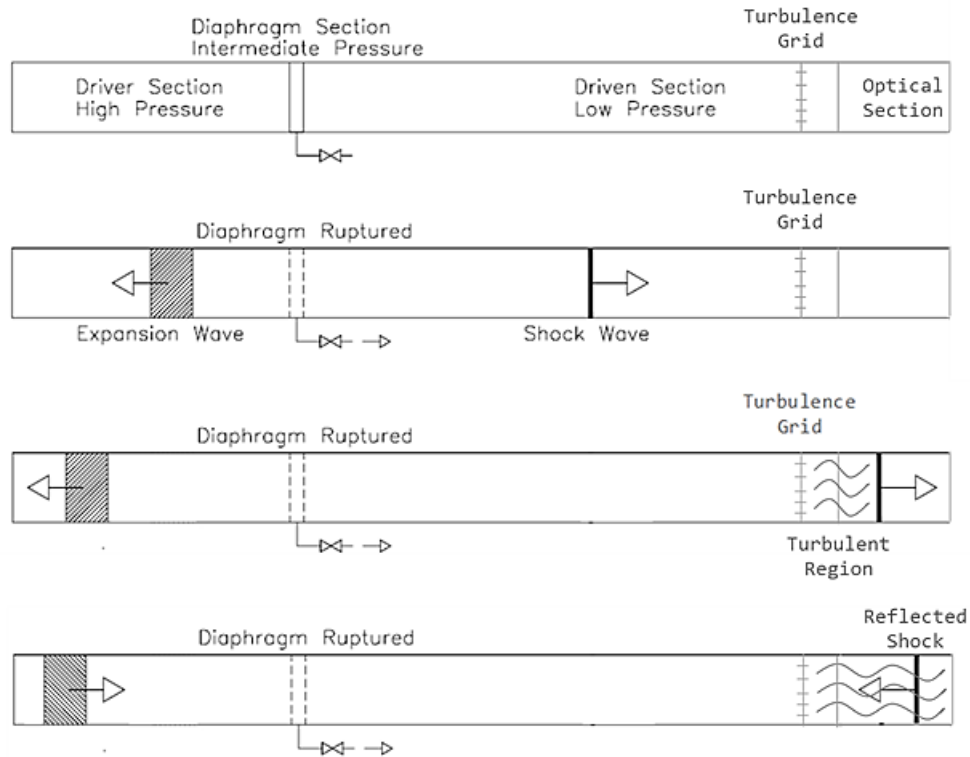 Diaphragm Section
Intermediate Pressure
Turbulence
Grid
Driver Section
High Pressure
Driven Section
Low Pressure
Optical
Section
Diaphragm Ruptured
Turbulence
Grid
Expansion Wave
Shock Wave
Diaphragm Ruptured
Turbulence
Grid
Turbulent
Region
Diaphragm Ruptured
Reflected
Shock